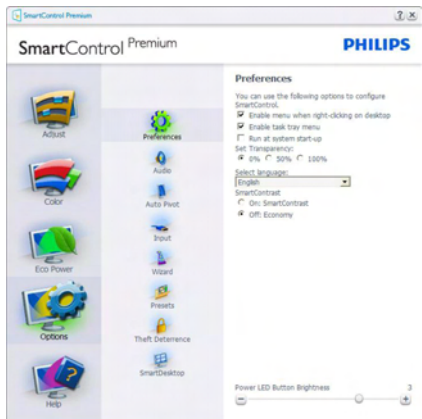 SmartControl Premium
SmartControl Premium
PHILIPS
Adjust
Color
Eco Power
Options
Help
Preferences
Audio
Auto Pivot
Input
Wizard
Presets
Theft Deterrence
SmartDesktop
Preferences
You can use the following options to configure
SmartControl.
Enable menu when right-clicking on desktop
Enable task tray menu
Run at system start-up
Set Transparency:
0% 50% 100%
Select language:
English
SmartContrast
On: SmartContrast
Off: Economy
Power LED Button Brightness 3